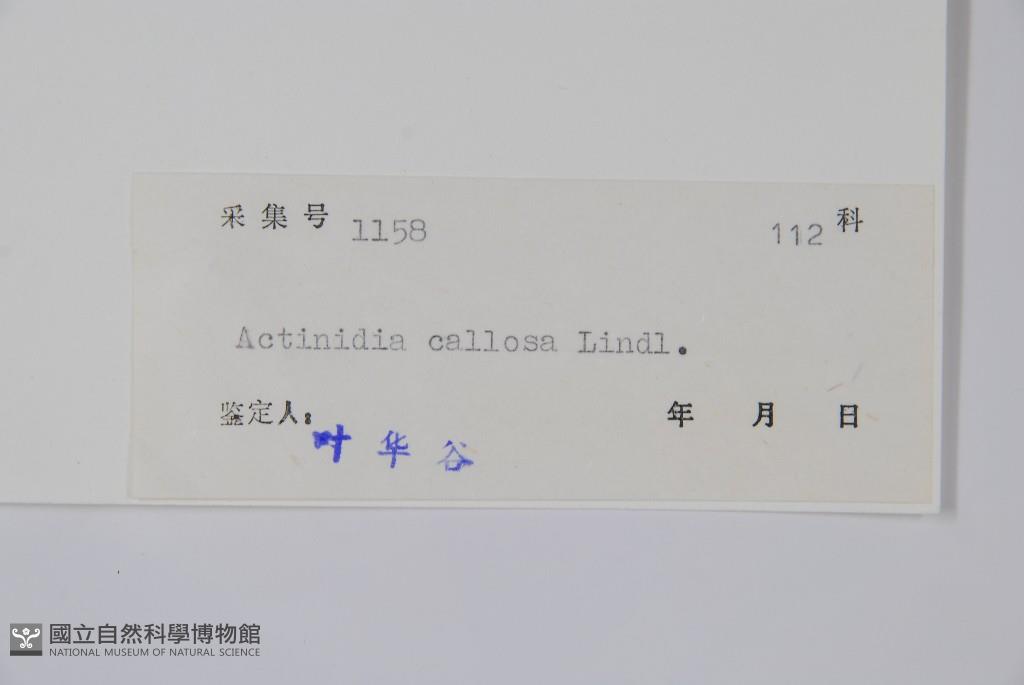 采集号 1158 112 科
Actinidia callosa Lindl.
鉴定人: 叶华谷 年 月 日
國立自然科學博物館
NATIONAL MUSEUM OF NATURAL SCIENCE